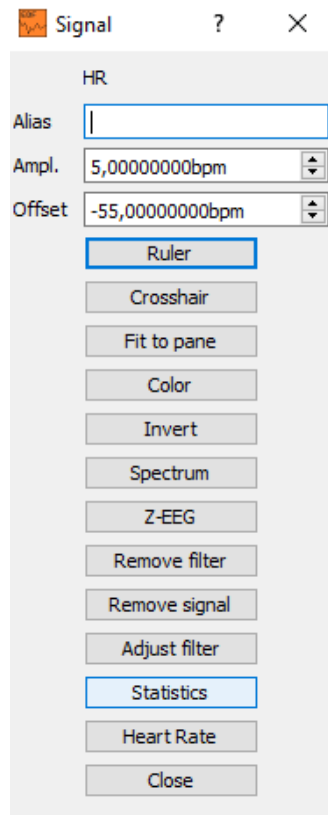 Signal ?
HR
Alias
Ampl. 5,00000000bpm
Offset -55,00000000bpm
Ruler
Crosshair
Fit to pane
Color
Invert
Spectrum
Z-EEG
Remove filter
Remove signal
Adjust filter
Statistics
Heart Rate
Close